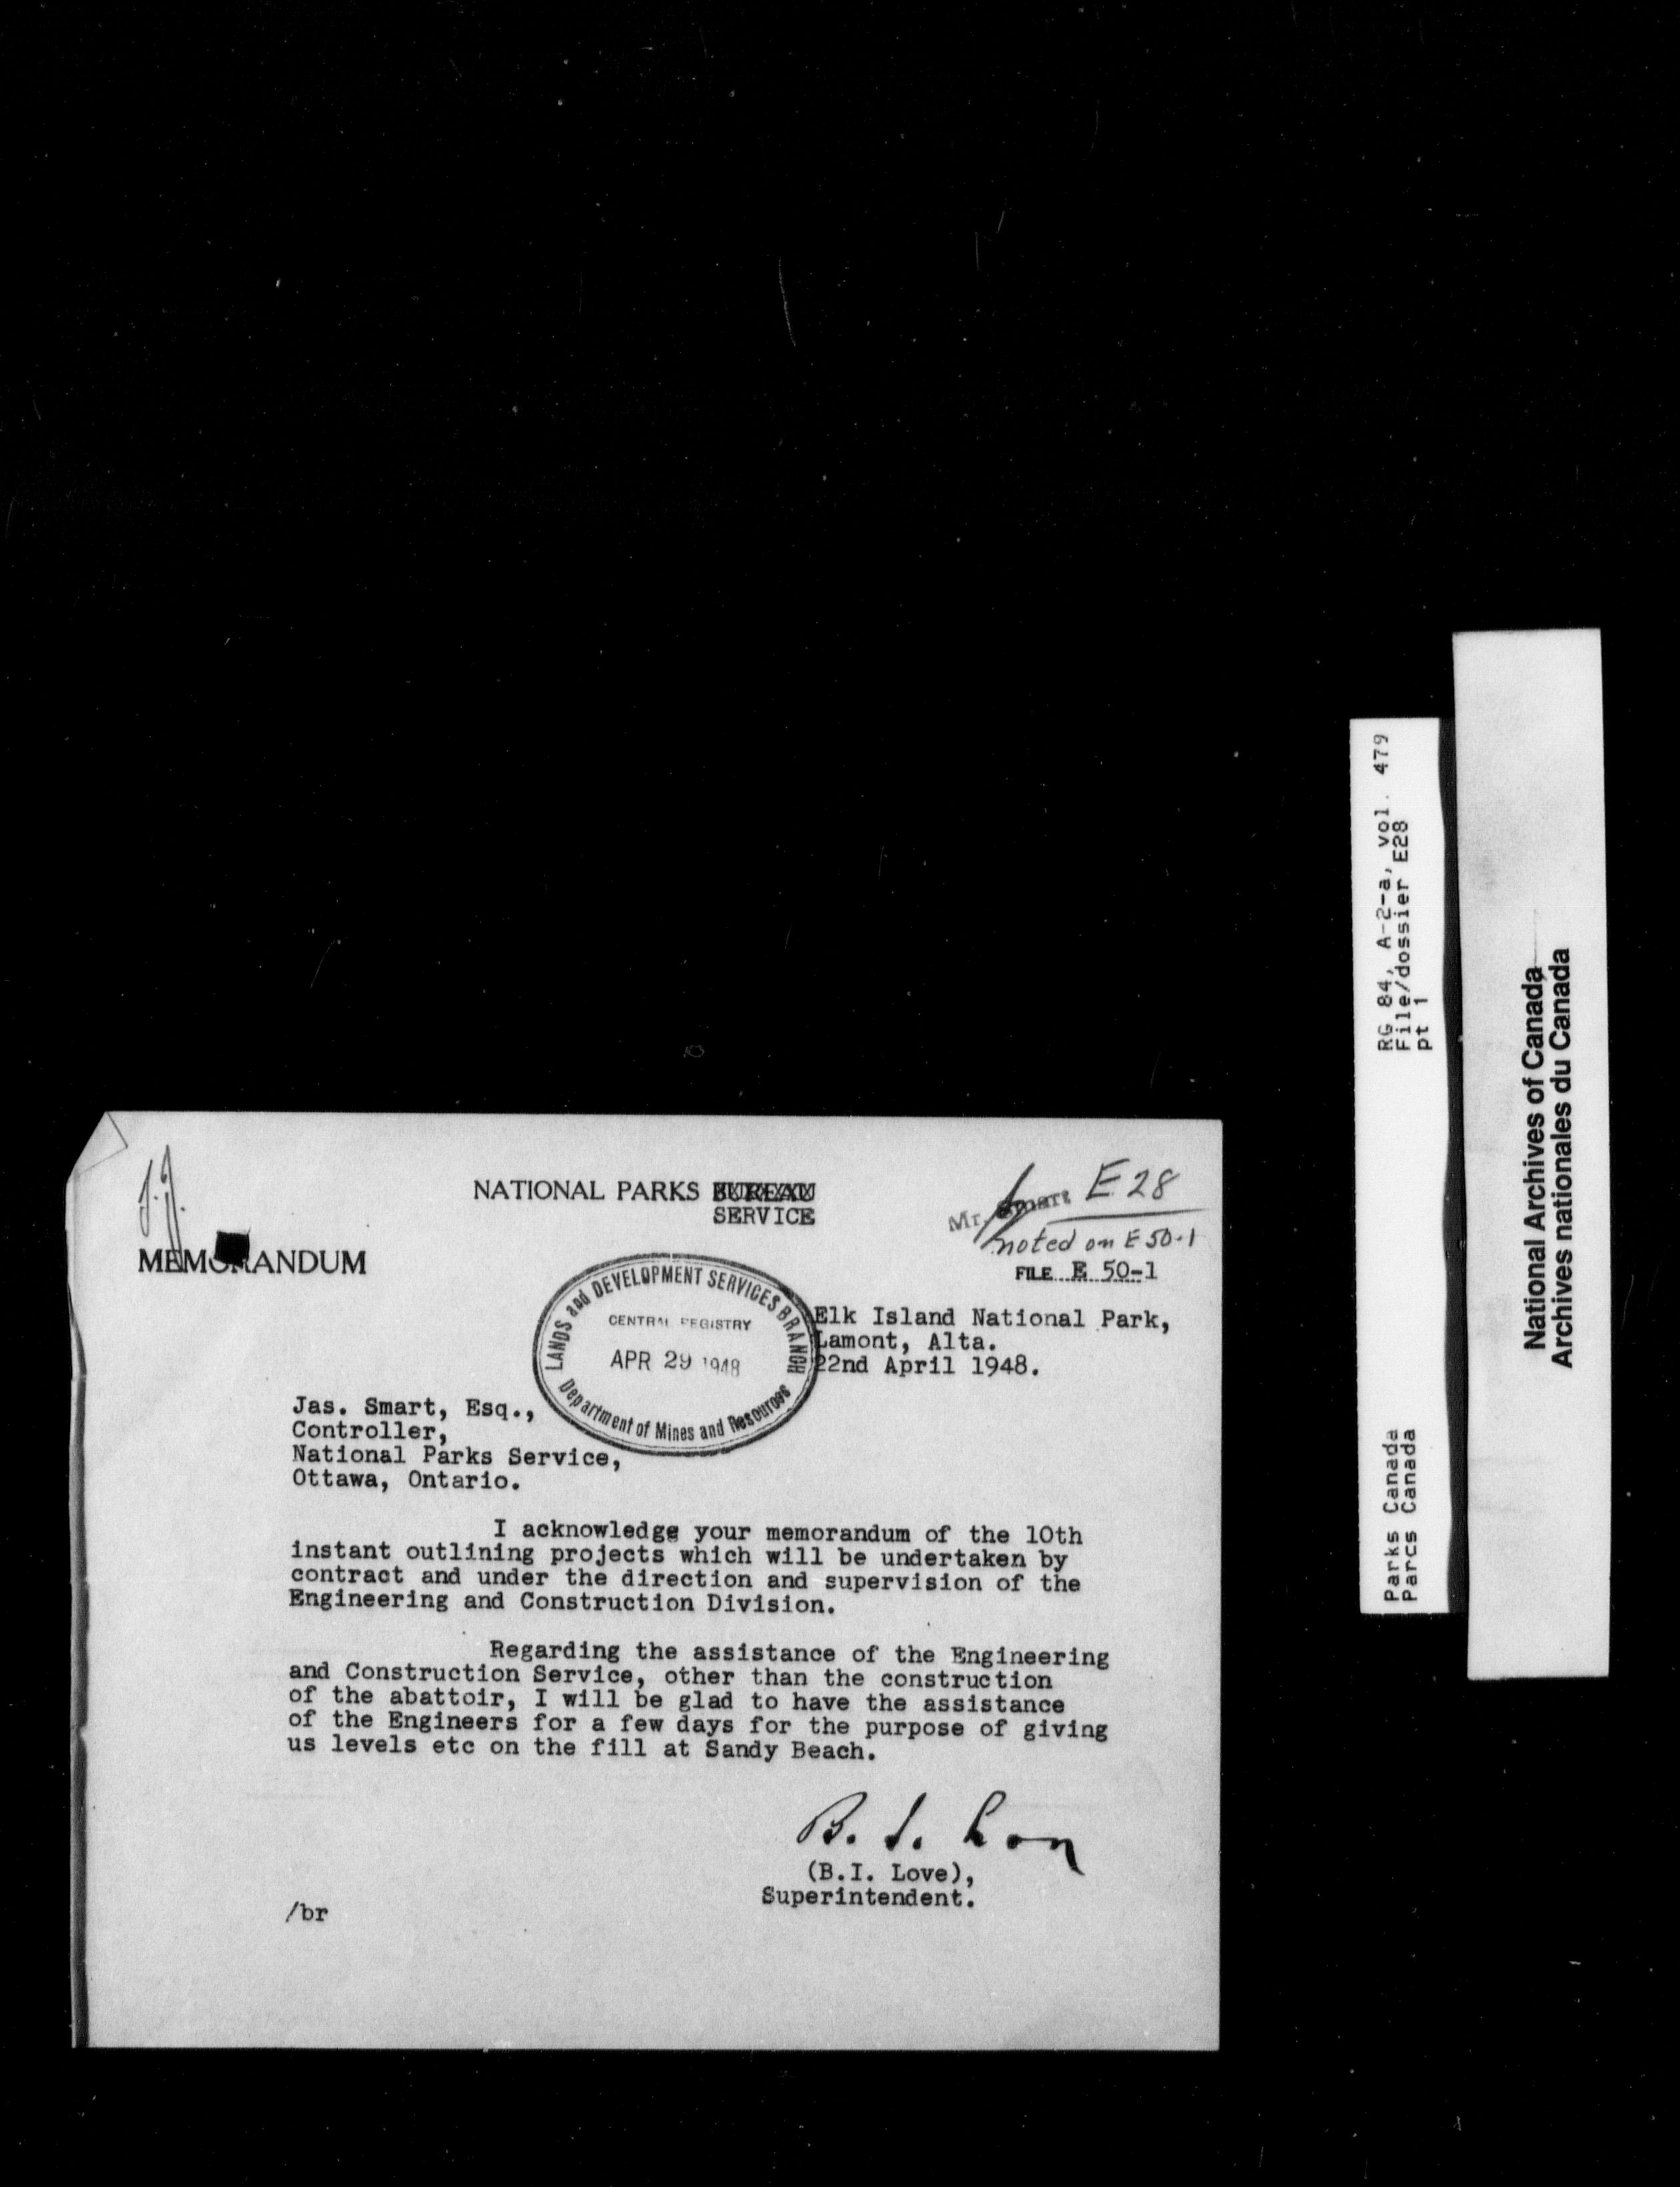 NATIONAL PARKS BUREAU
SERVICE
Mr. Smart
E 28
noted on E 50-1
MEMORANDUM
FILE E 50-1
LANDS and DEVELOPMENT SERVICES BRANCH
CENTRAL REGISTRY
APR 29 1948
Department of Mines and Resources
Elk Island National Park,
Lamont, Alta.
22nd April 1948.
Jas. Smart, Esq.,
Controller,
National Parks Service,
Ottawa, Ontario.
I acknowledge your memorandum of the 10th
instant outlining projects which will be undertaken by
contract and under the direction and supervision of the
Engineering and Construction Division.
Regarding the assistance of the Engineering
and Construction Service, other than the construction
of the abattoir, I will be glad to have the assistance
of the Engineers for a few days for the purpose of giving
us levels etc on the fill at Sandy Beach.
B. I. Love
(B.I. Love),
Superintendent.
/br
RG 84, A-2-a, vol. 479
File/dossier E28
pt 1
Parks Canada
Parcs Canada
National Archives of Canada
Archives nationales du Canada